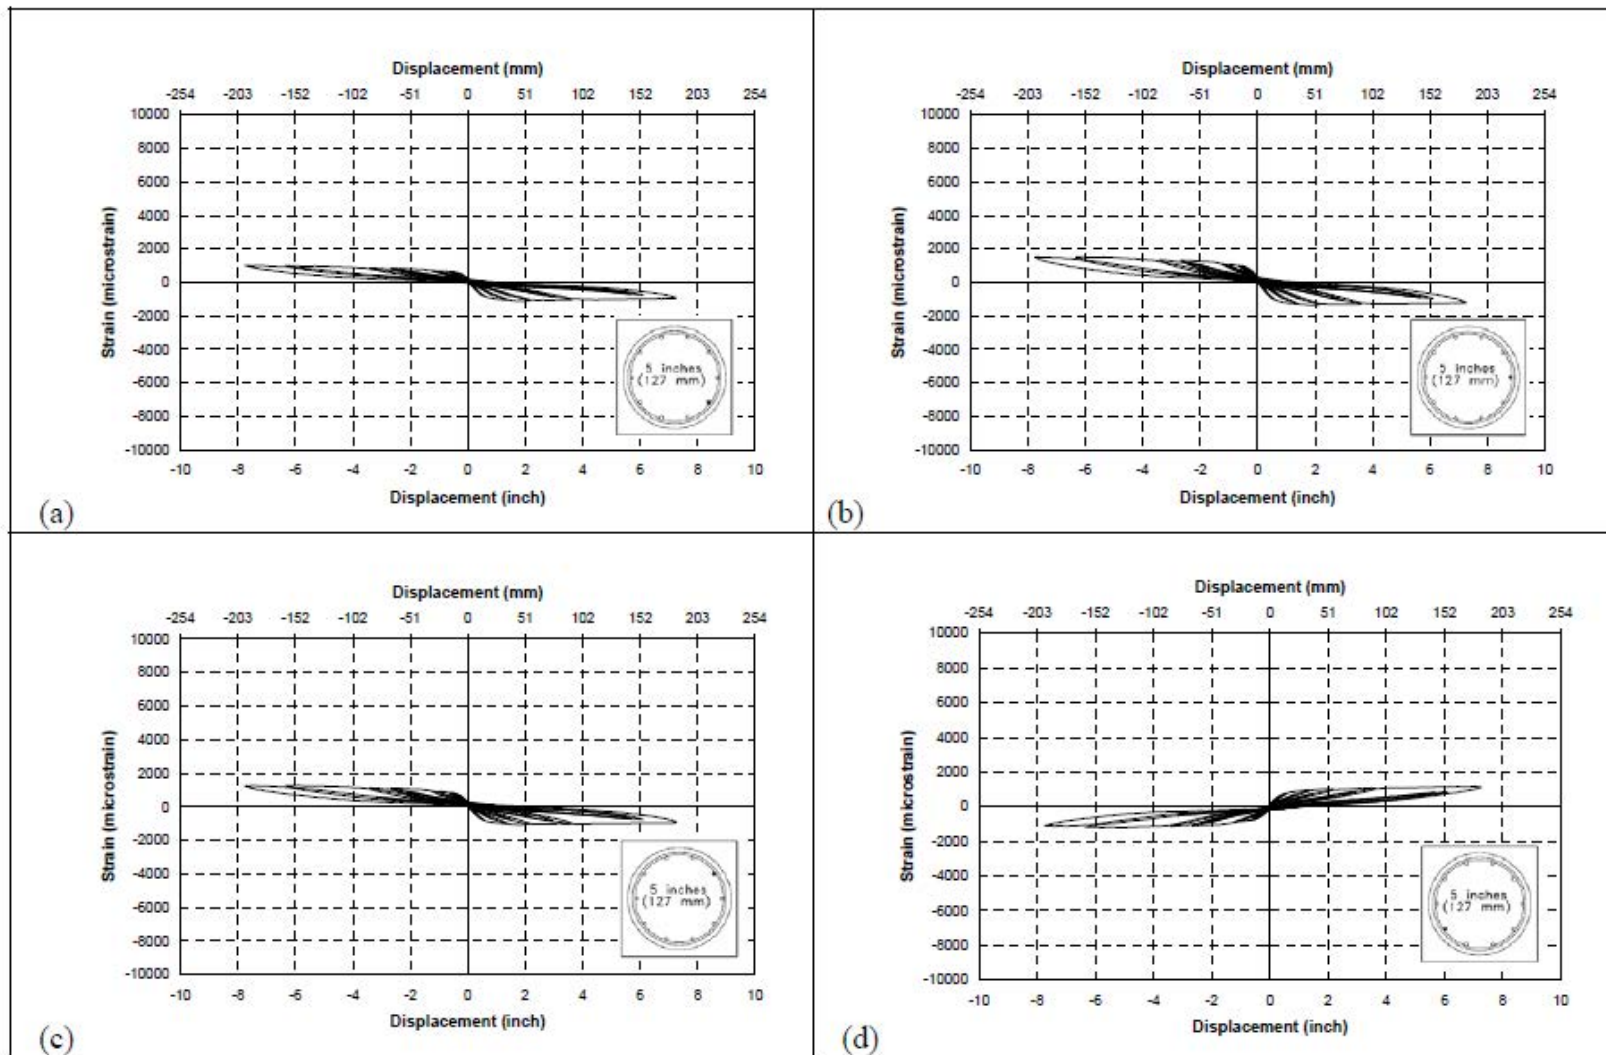 Displacement (mm)
-254 -203 -152 -102 -51 0 51 102 152 203 254
10000
8000
6000
4000
2000
0
-2000
-4000
-6000
-8000
-10000
Strain (microstrain)
5 inches
(127 mm)
-10 -8 -6 -4 -2 0 2 4 6 8 10
Displacement (inch)
(a)
Displacement (mm)
-254 -203 -152 -102 -51 0 51 102 152 203 254
10000
8000
6000
4000
2000
0
-2000
-4000
-6000
-8000
-10000
Strain (microstrain)
5 inches
(127 mm)
-10 -8 -6 -4 -2 0 2 4 6 8 10
Displacement (inch)
(b)
Displacement (mm)
-254 -203 -152 -102 -51 0 51 102 152 203 254
10000
8000
6000
4000
2000
0
-2000
-4000
-6000
-8000
-10000
Strain (microstrain)
5 inches
(127 mm)
-10 -8 -6 -4 -2 0 2 4 6 8 10
Displacement (inch)
(c)
Displacement (mm)
-254 -203 -152 -102 -51 0 51 102 152 203 254
10000
8000
6000
4000
2000
0
-2000
-4000
-6000
-8000
-10000
Strain (microstrain)
5 inches
(127 mm)
-10 -8 -6 -4 -2 0 2 4 6 8 10
Displacement (inch)
(d)